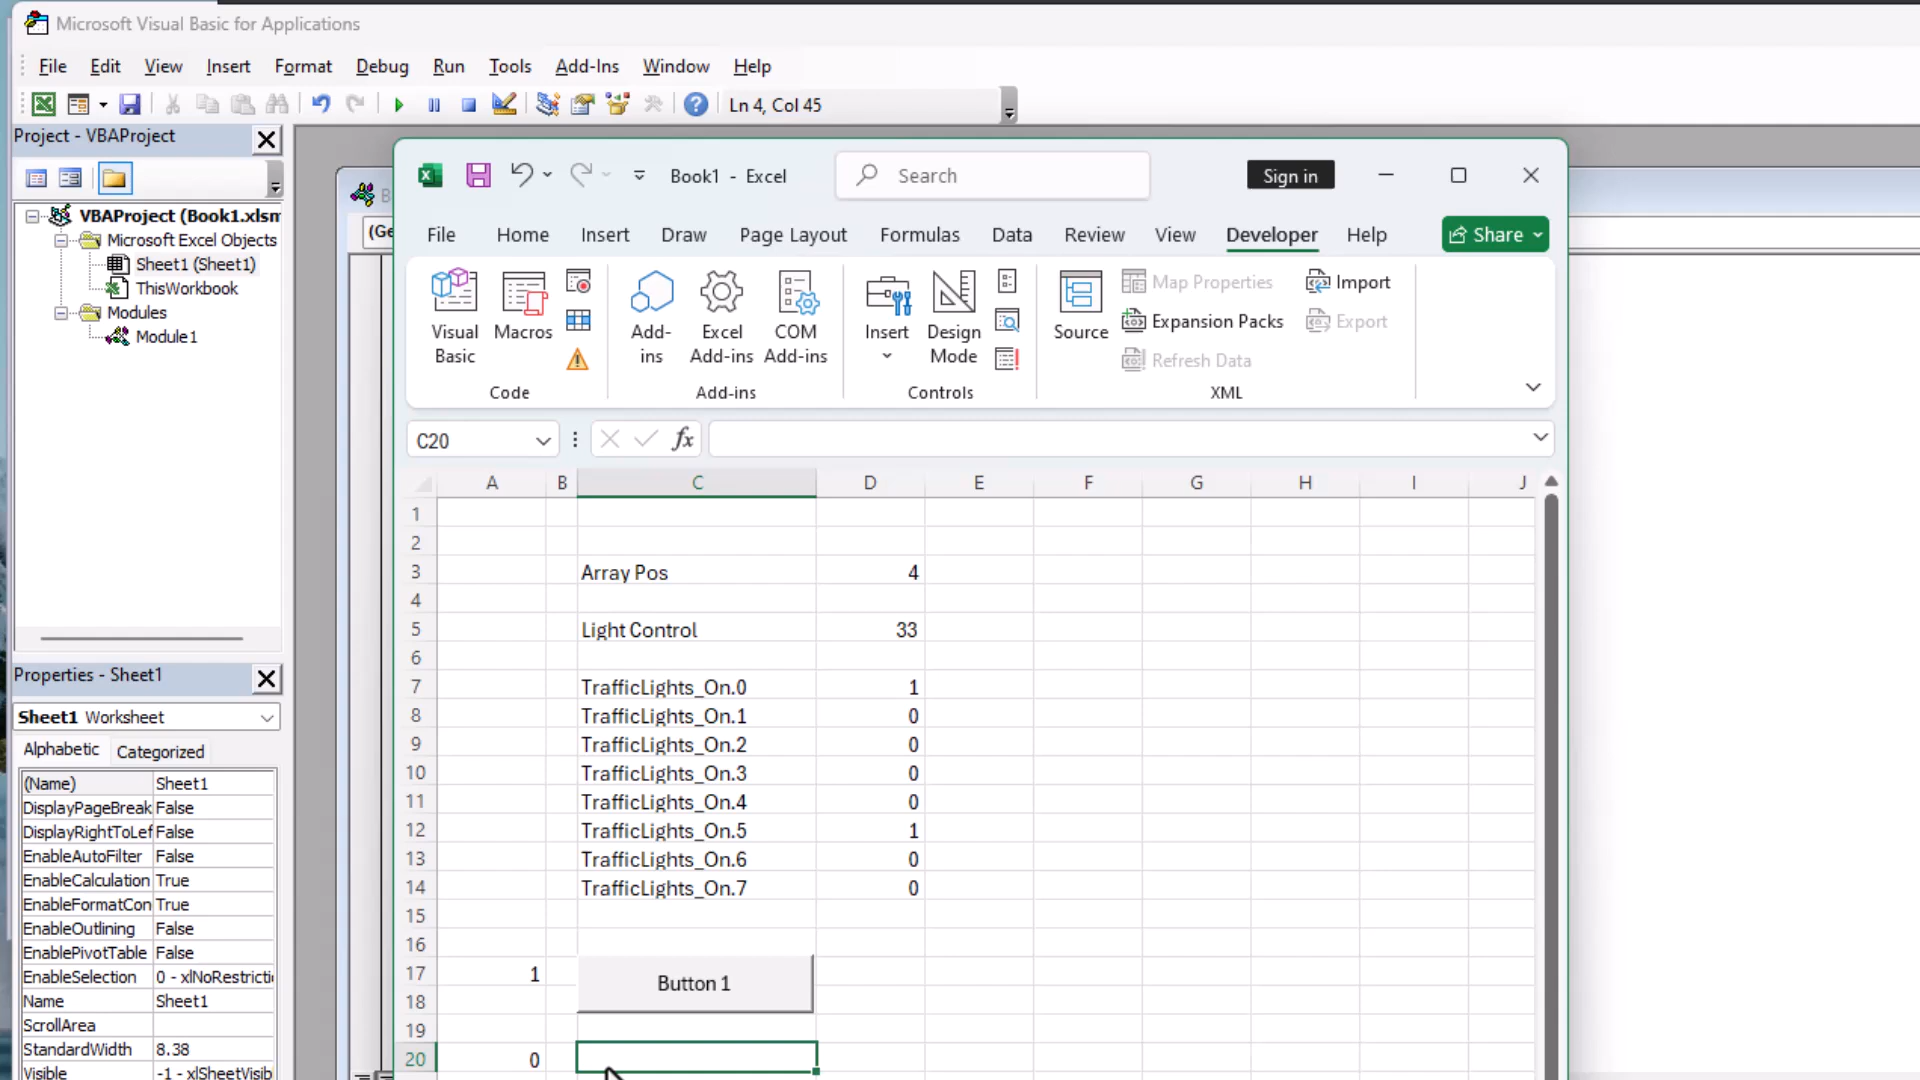 Microsoft Visual Basic for Applications
File Edit View Insert Format Debug Run Tools Add-Ins Window Help
Ln 4, Col 45
Project - VBAProject
VBAProject (Book1.xlsm
Microsoft Excel Objects
Sheet1 (Sheet1)
ThisWorkbook
Modules
Module1
Properties - Sheet1
Sheet1 Worksheet
Alphabetic Categorized
(Name) Sheet1
DisplayPageBreak False
DisplayRightToLef False
EnableAutoFilter False
EnableCalculation True
EnableFormatCon True
EnableOutlining False
EnablePivotTable False
EnableSelection 0 - xlNoRestricti
Name Sheet1
ScrollArea
StandardWidth 8.38
Visible -1 - xlSheetVisib
(Ge
Book1 - Excel
Search
Sign in
File Home Insert Draw Page Layout Formulas Data Review View Developer Help Share
Visual Basic
Macros
Code
Add-ins
Excel Add-ins
COM Add-ins
Add-ins
Insert
Design Mode
Controls
Source
Map Properties
Expansion Packs
Refresh Data
Import
Export
XML
C20
fx
A B C D E F G H I J
1
2
3 Array Pos 4
4
5 Light Control 33
6
7 TrafficLights_On.0 1
8 TrafficLights_On.1 0
9 TrafficLights_On.2 0
10 TrafficLights_On.3 0
11 TrafficLights_On.4 0
12 TrafficLights_On.5 1
13 TrafficLights_On.6 0
14 TrafficLights_On.7 0
15
16
17 1
Button 1
18
19
20 0